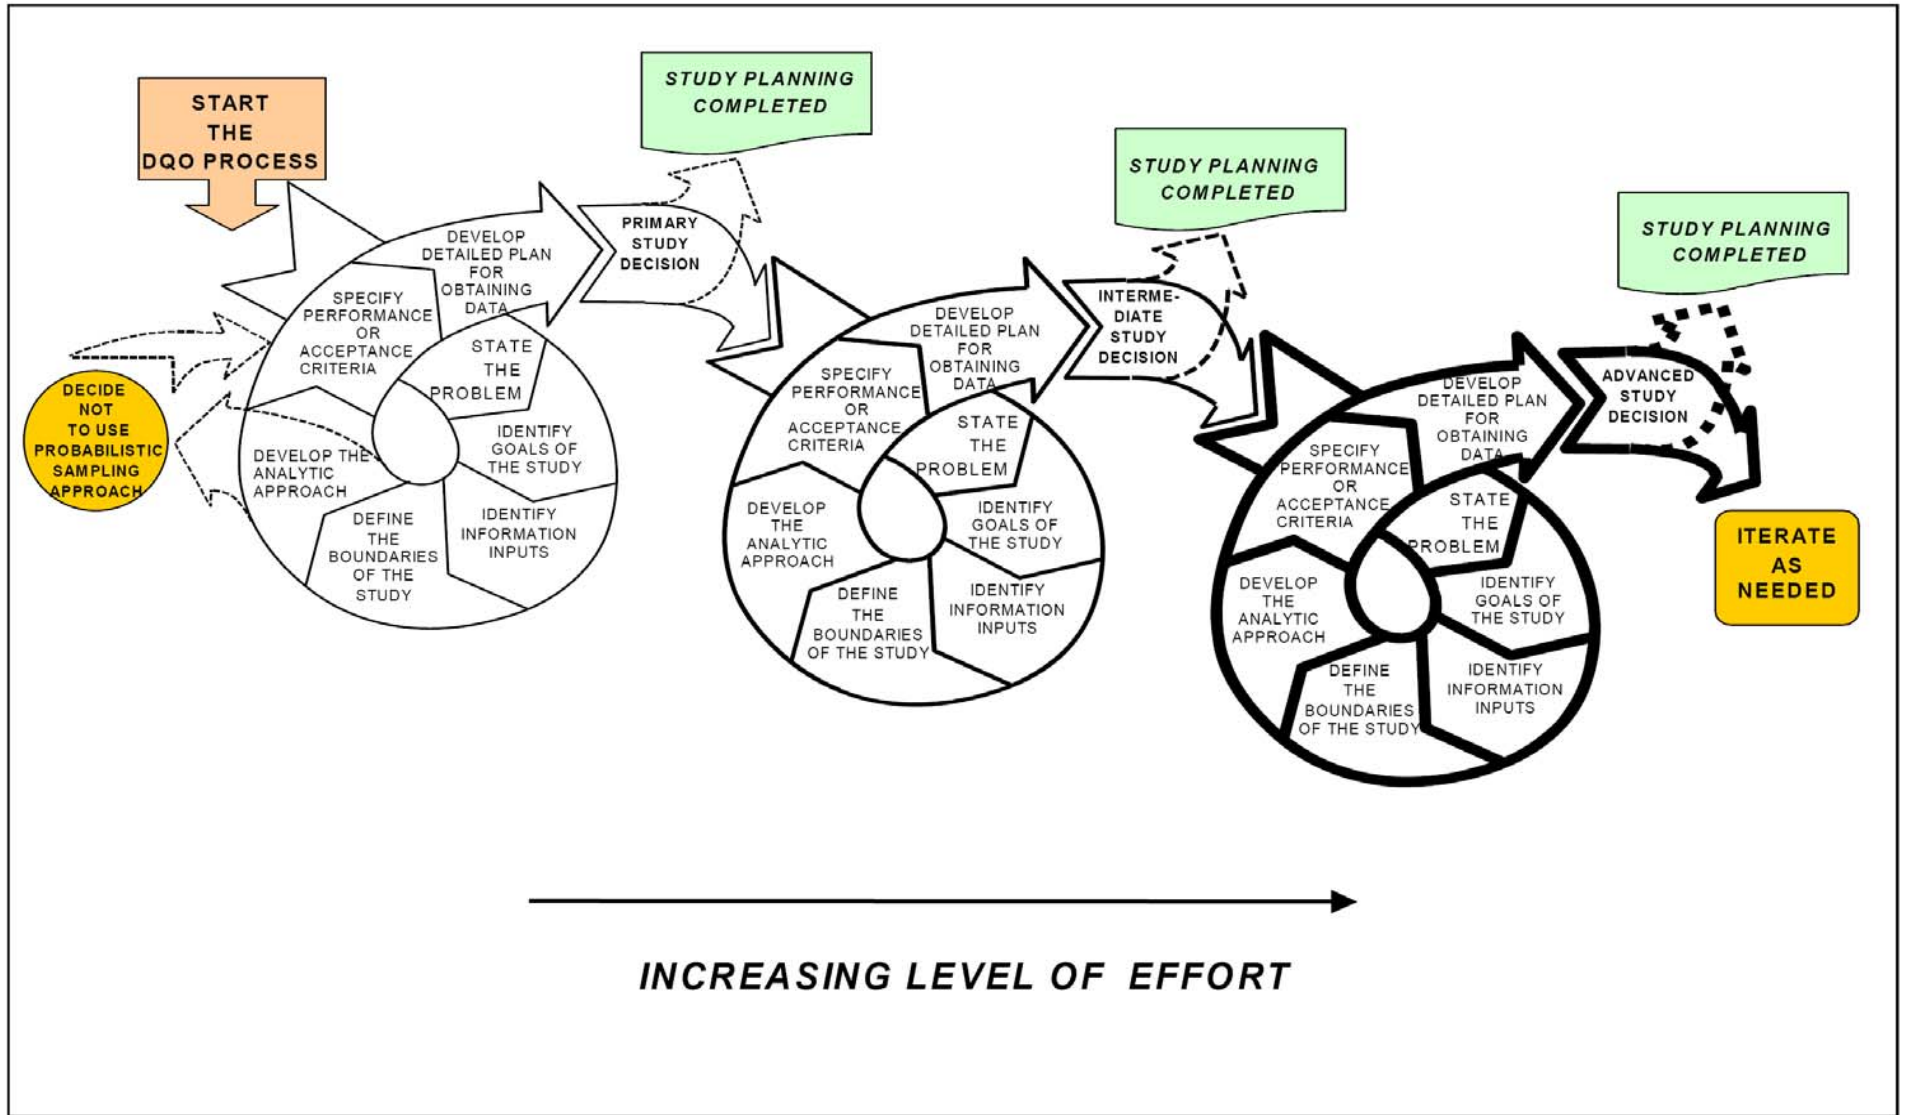 START
THE
DQO PROCESS
STUDY PLANNING
COMPLETED
STUDY PLANNING
COMPLETED
STUDY PLANNING
COMPLETED
DECIDE
NOT
TO USE
PROBABILISTIC
SAMPLING
APPROACH
DEVELOP
DETAILED PLAN
FOR
OBTAINING
DATA
SPECIFY
PERFORMANCE
OR
ACCEPTANCE
CRITERIA
STATE
THE
PROBLEM
IDENTIFY
GOALS OF
THE STUDY
IDENTIFY
INFORMATION
INPUTS
DEFINE
THE
BOUNDARIES
OF THE
STUDY
DEVELOP THE
ANALYTIC
APPROACH
PRIMARY
STUDY
DECISION
DEVELOP
DETAILED PLAN
FOR
OBTAINING
DATA
SPECIFY
PERFORMANCE
OR
ACCEPTANCE
CRITERIA
STATE
THE
PROBLEM
IDENTIFY
GOALS OF
THE STUDY
IDENTIFY
INFORMATION
INPUTS
DEFINE
THE
BOUNDARIES
OF THE STUDY
DEVELOP
THE
ANALYTIC
APPROACH
INTERME-
DIATE
STUDY
DECISION
DEVELOP
DETAILED PLAN
FOR
OBTAINING
DATA
SPECIFY
PERFORMANCE
OR
ACCEPTANCE
CRITERIA
STATE
THE
PROBLEM
IDENTIFY
GOALS OF
THE STUDY
IDENTIFY
INFORMATION
INPUTS
DEFINE
THE
BOUNDARIES
OF THE STUDY
DEVELOP
THE
ANALYTIC
APPROACH
ADVANCED
STUDY
DECISION
ITERATE
AS
NEEDED
INCREASING LEVEL OF EFFORT